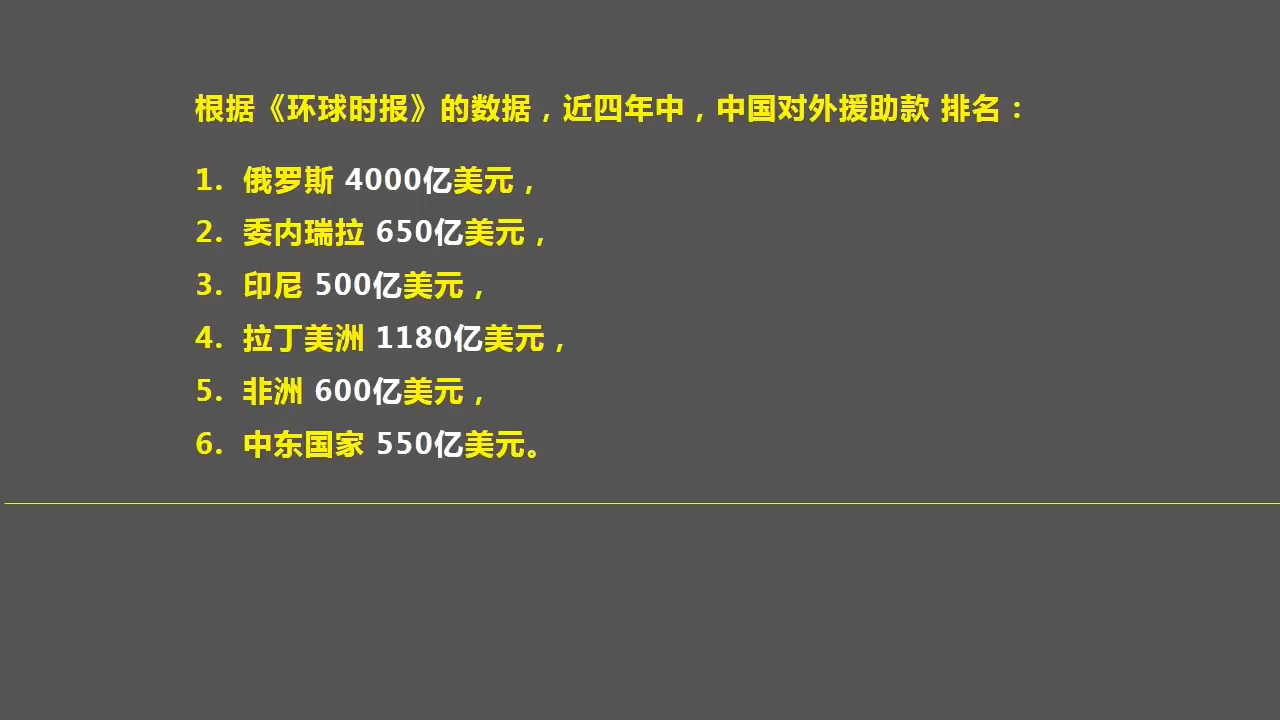 根据《环球时报》的数据，近四年中，中国对外援助款 排名：
1. 俄罗斯 4000亿美元，
2. 委内瑞拉 650亿美元，
3. 印尼 500亿美元，
4. 拉丁美洲 1180亿美元，
5. 非洲 600亿美元，
6. 中东国家 550亿美元。